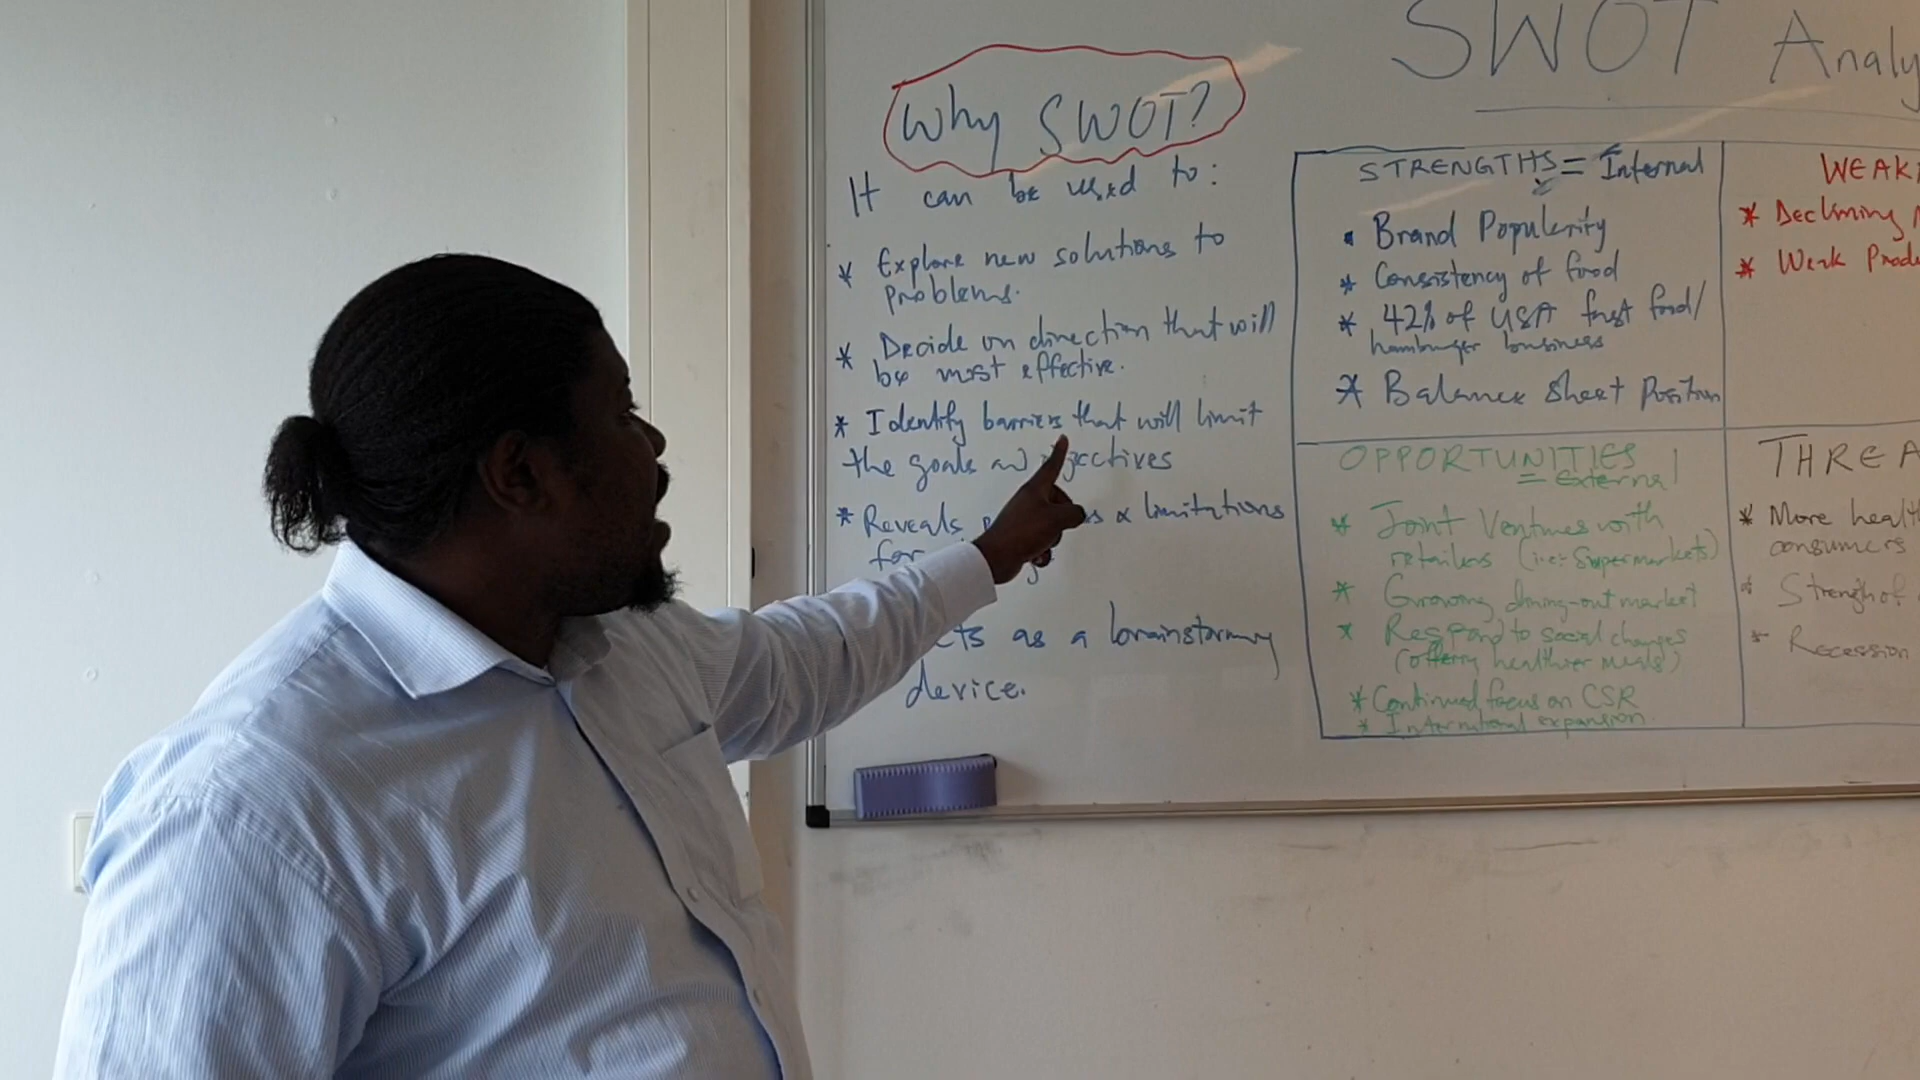 Why SWOT?
It can be used to:
* Explore new solutions to
problems.
* Decide on direction that will
be most effective.
* Identify barriers that will limit
the goals and
* Reveals & limitations
for
as a brainstorming
device.
SWOT
STRENGTHS = Internal
Brand Popularity
* Consistency of food
* 42% of USA fast food/
hamburger business
* Balance Sheet Position
WEAK
* Declining
* Weak
OPPORTUNITIES
= External
* Joint Ventures with
retailers (i.e:- Supermarkets)
* Growing dining-out market
* Respond to social changes
(offering healthier meals)
* Continued focus on CSR
* International expansion.
THREA
* More
consumers
* Strength of
* Recession